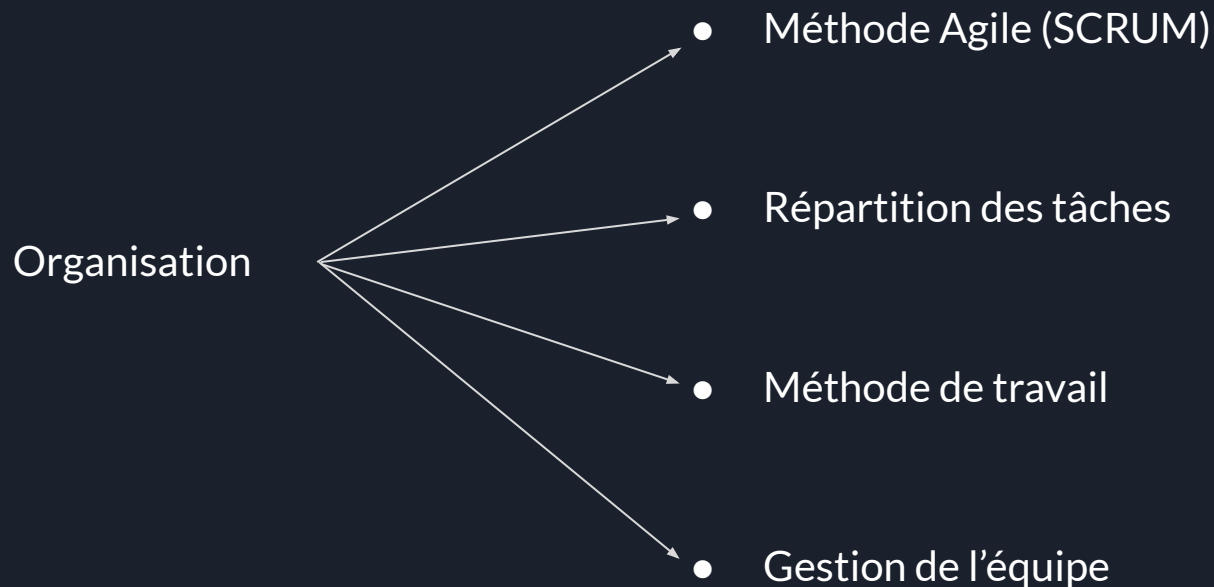 Organisation
● Méthode Agile (SCRUM)
● Répartition des tâches
● Méthode de travail
● Gestion de l’équipe